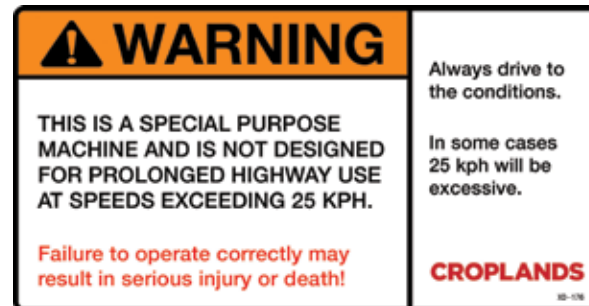 WARNING
THIS IS A SPECIAL PURPOSE
MACHINE AND IS NOT DESIGNED
FOR PROLONGED HIGHWAY USE
AT SPEEDS EXCEEDING 25 KPH.
Failure to operate correctly may
result in serious injury or death!
Always drive to
the conditions.
In some cases
25 kph will be
excessive.
CROPLANDS